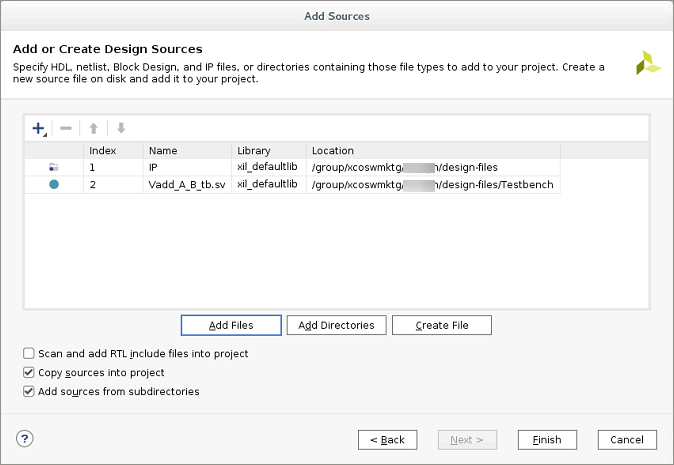 Add Sources
Add or Create Design Sources
Specify HDL, netlist, Block Design, and IP files, or directories containing those file types to add to your project. Create a
new source file on disk and add it to your project.
Index Name Library Location
1 IP xil_defaultlib /group/xcoswmktg/ n/design-files
2 Vadd_A_B_tb.sv xil_defaultlib /group/xcoswmktg/ n/design-files/Testbench
Add Files Add Directories Create File
Scan and add RTL include files into project
Copy sources into project
Add sources from subdirectories
? < Back Next > Finish Cancel